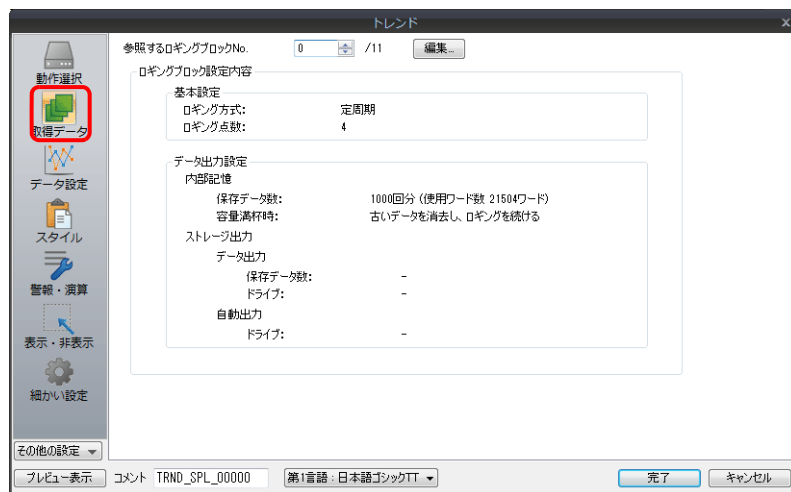 トレンド
x
動作選択
取得データ
データ設定
スタイル
警報・演算
表示・非表示
細かい設定
その他の設定
参照するロギングブロックNo. 0 /11 編集...
ロギングブロック設定内容
基本設定
ロギング方式: 定周期
ロギング点数: 4
データ出力設定
内部記憶
保存データ数: 1000回分 (使用ワード数 21504ワード)
容量満杯時: 古いデータを消去し、ロギングを続ける
ストレージ出力
データ出力
保存データ数: -
ドライブ: -
自動出力
ドライブ: -
プレビュー表示 コメント TRND_SPL_00000 第1言語:日本語ゴシックTT 完了 キャンセル